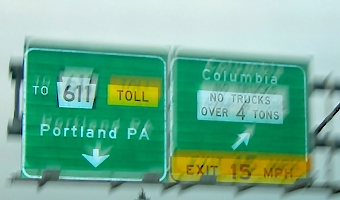 TO 611 TOLL
Portland PA
Columbia
NO TRUCKS
OVER 4 TONS
EXIT 15 MPH